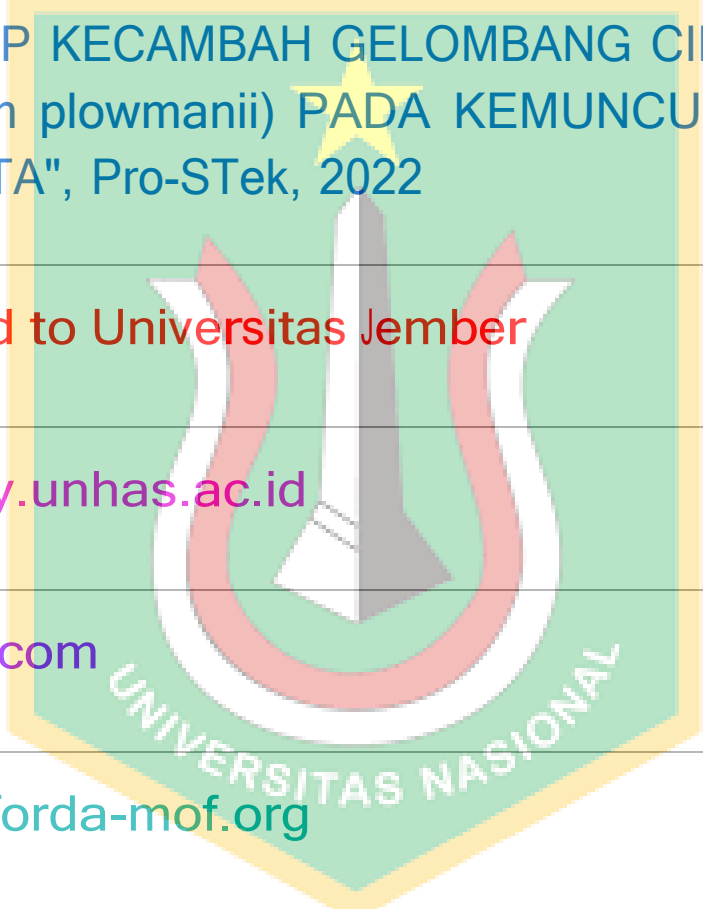 P KECAMBAH GELOMBANG CI
plowmanii) PADA KEMUNCU
TA", Pro-STek, 2022
d to Universitas Jember
y.unhas.ac.id
com
UNIVERSITAS NASIONAL
forda-mof.org